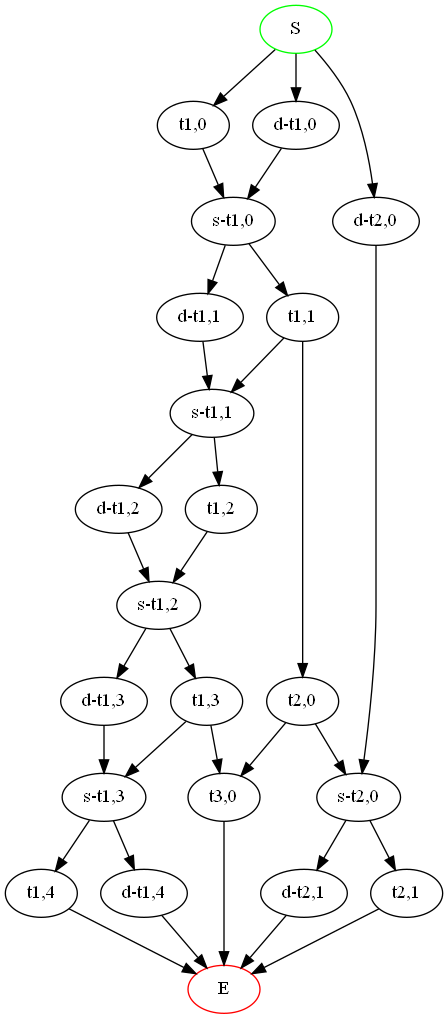 S
t1,0
d-t1,0
s-t1,0
d-t2,0
d-t1,1
t1,1
s-t1,1
d-t1,2
t1,2
s-t1,2
d-t1,3
t1,3
t2,0
s-t1,3
t3,0
s-t2,0
t1,4
d-t1,4
d-t2,1
t2,1
E